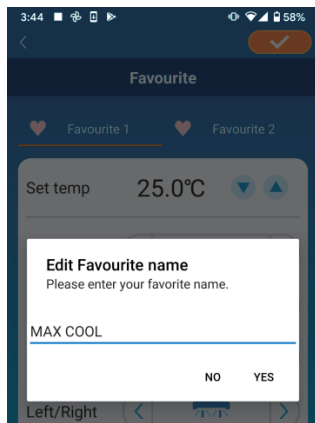 3:44 58%
Favourite
Favourite 1 Favourite 2
Set temp 25.0°C
Edit Favourite name
Please enter your favorite name.
MAX COOL
NO YES
Left/Right